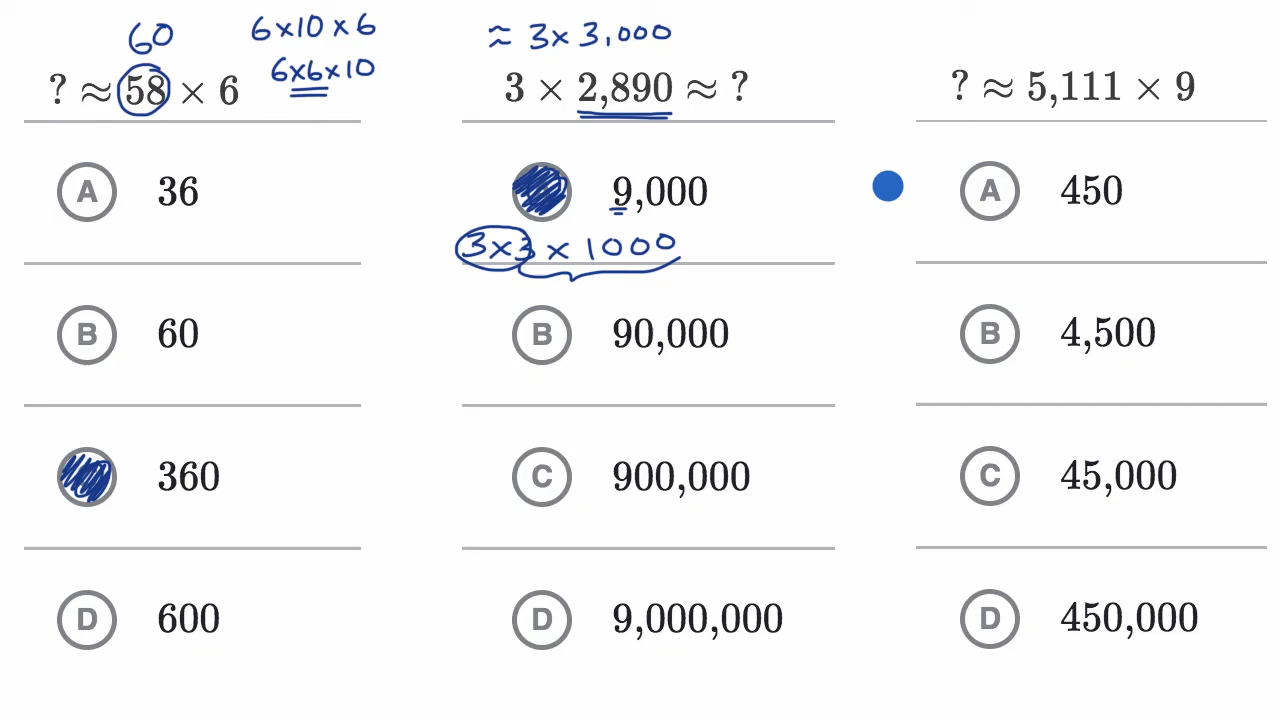 60
6×10×6
6×6×10
? ≈ 58 × 6
A 36
B 60
360
D 600
≈ 3× 3,000
3 × 2,890 ≈ ?
9,000
3×3 × 1000
B 90,000
C 900,000
D 9,000,000
? ≈ 5,111 × 9
A 450
B 4,500
C 45,000
D 450,000